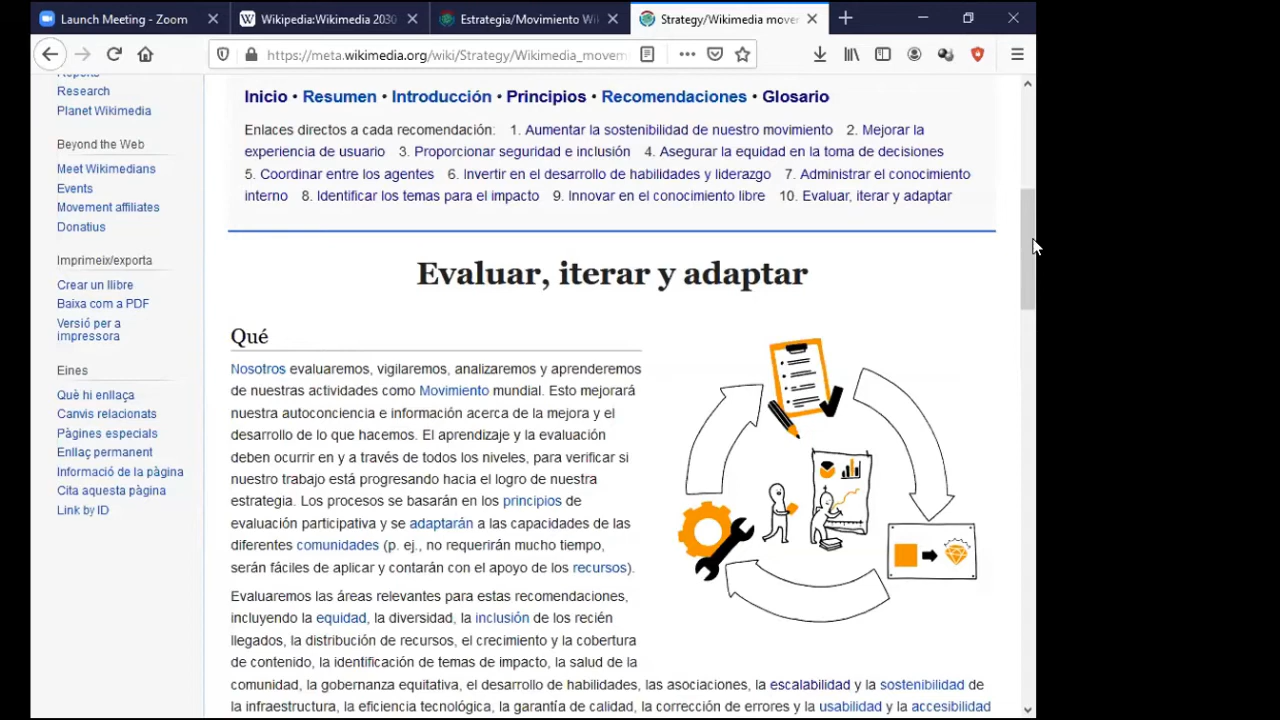 Launch Meeting - Zoom
Wikipedia:Wikimedia 2030
Estrategia/Movimiento Wi
Strategy/Wikimedia move
https://meta.wikimedia.org/wiki/Strategy/Wikimedia_movem
Reports
Research
Planet Wikimedia
Beyond the Web
Meet Wikimedians
Events
Movement affiliates
Donatius
Imprimeix/exporta
Crear un llibre
Baixa com a PDF
Versió per a
impressora
Eines
Què hi enllaça
Canvis relacionats
Pàgines especials
Enllaç permanent
Informació de la pàgina
Cita aquesta pàgina
Link by ID
Inicio • Resumen • Introducción • Principios • Recomendaciones • Glosario
Enlaces directos a cada recomendación: 1. Aumentar la sostenibilidad de nuestro movimiento 2. Mejorar la
experiencia de usuario 3. Proporcionar seguridad e inclusión 4. Asegurar la equidad en la toma de decisiones
5. Coordinar entre los agentes 6. Invertir en el desarrollo de habilidades y liderazgo 7. Administrar el conocimiento
interno 8. Identificar los temas para el impacto 9. Innovar en el conocimiento libre 10. Evaluar, iterar y adaptar
Evaluar, iterar y adaptar
Qué
Nosotros evaluaremos, vigilaremos, analizaremos y aprenderemos
de nuestras actividades como Movimiento mundial. Esto mejorará
nuestra autoconciencia e información acerca de la mejora y el
desarrollo de lo que hacemos. El aprendizaje y la evaluación
deben ocurrir en y a través de todos los niveles, para verificar si
nuestro trabajo está progresando hacia el logro de nuestra
estrategia. Los procesos se basarán en los principios de
evaluación participativa y se adaptarán a las capacidades de las
diferentes comunidades (p. ej., no requerirán mucho tiempo,
serán fáciles de aplicar y contarán con el apoyo de los recursos).
Evaluaremos las áreas relevantes para estas recomendaciones,
incluyendo la equidad, la diversidad, la inclusión de los recién
llegados, la distribución de recursos, el crecimiento y la cobertura
de contenido, la identificación de temas de impacto, la salud de la
comunidad, la gobernanza equitativa, el desarrollo de habilidades, las asociaciones, la escalabilidad y la sostenibilidad de
la infraestructura, la eficiencia tecnológica, la garantía de calidad, la corrección de errores y la usabilidad y la accesibilidad